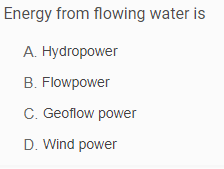 Energy from flowing water is
A. Hydropower
B. Flowpower
C. Geoflow power
D. Wind power